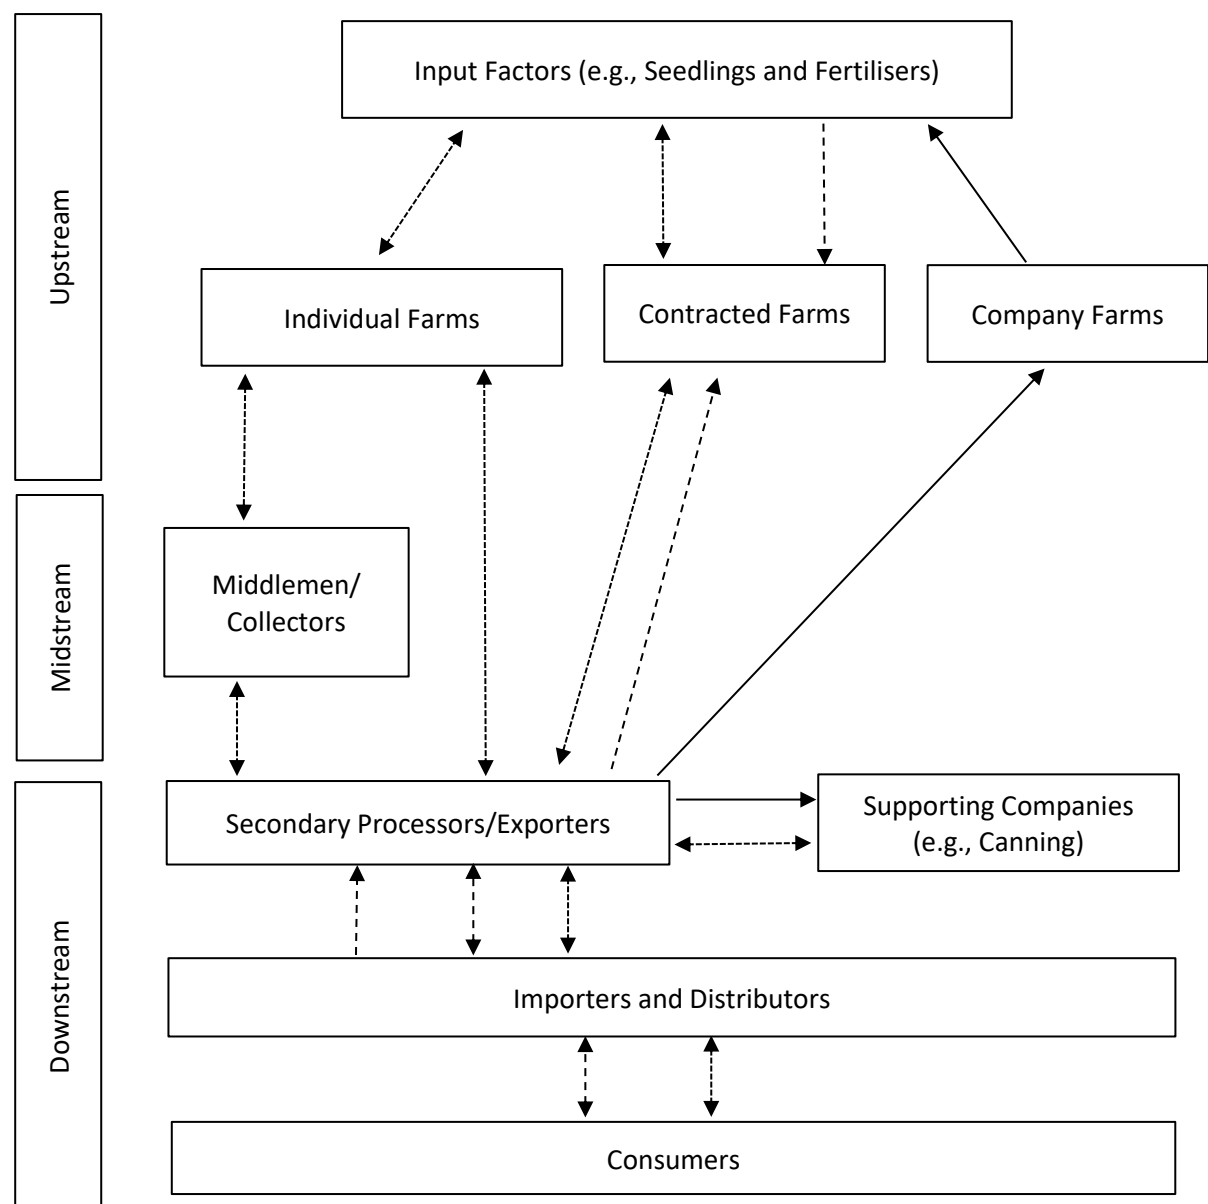 Upstream
Input Factors (e.g., Seedlings and Fertilisers)
Individual Farms
Contracted Farms
Company Farms
Midstream
Middlemen/
Collectors
Downstream
Secondary Processors/Exporters
Supporting Companies
(e.g., Canning)
Importers and Distributors
Consumers